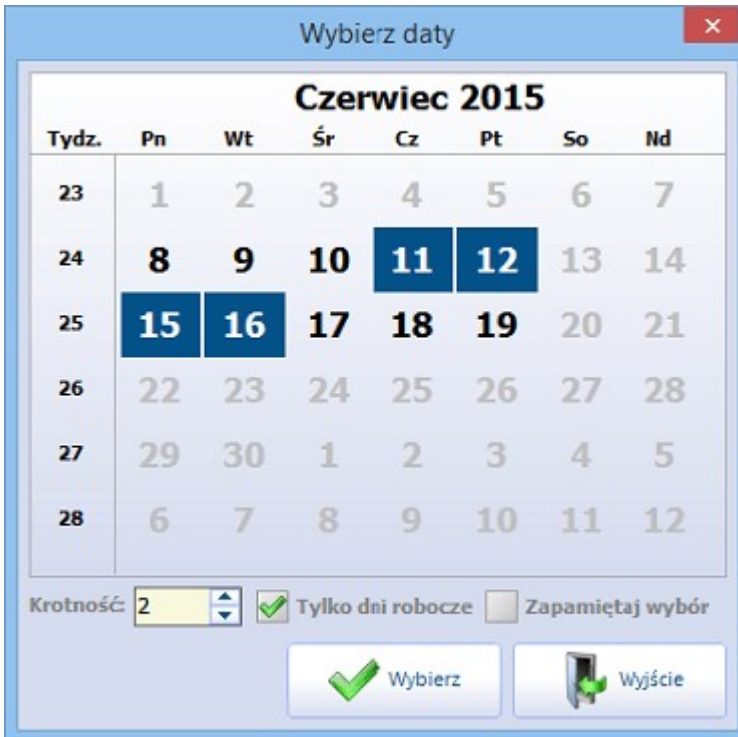 Wybierz daty
Czerwiec 2015
Tydz. Pn Wt Śr Cz Pt So Nd
23 1 2 3 4 5 6 7
24 8 9 10 11 12 13 14
25 15 16 17 18 19 20 21
26 22 23 24 25 26 27 28
27 29 30 1 2 3 4 5
28 6 7 8 9 10 11 12
Krotność: 2 Tylko dni robocze Zapamiętaj wybór
Wybierz Wyjście